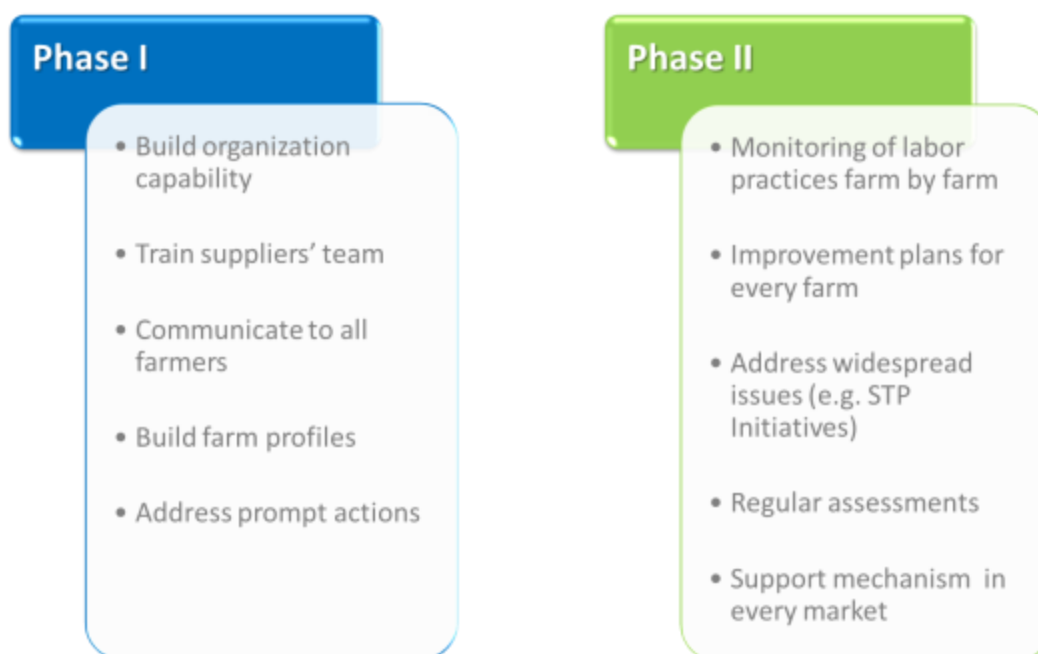 Phase I
• Build organization
capability
• Train suppliers’ team
• Communicate to all
farmers
• Build farm profiles
• Address prompt actions
Phase II
• Monitoring of labor
practices farm by farm
• Improvement plans for
every farm
• Address widespread
issues (e.g. STP
Initiatives)
• Regular assessments
• Support mechanism in
every market